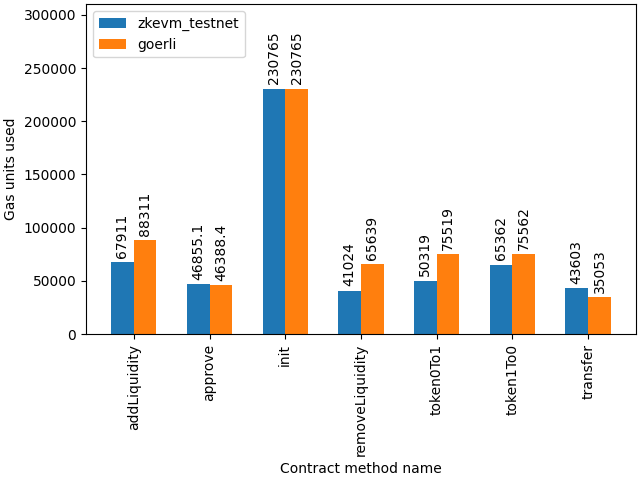 zkevm_testnet
goerli
300000
250000
200000
150000
100000
50000
0
Gas units used
67911
88311
46855.1
46388.4
230765
230765
41024
65639
50319
75519
65362
75562
43603
35053
addLiquidity
approve
init
removeLiquidity
token0To1
token1To0
transfer
Contract method name